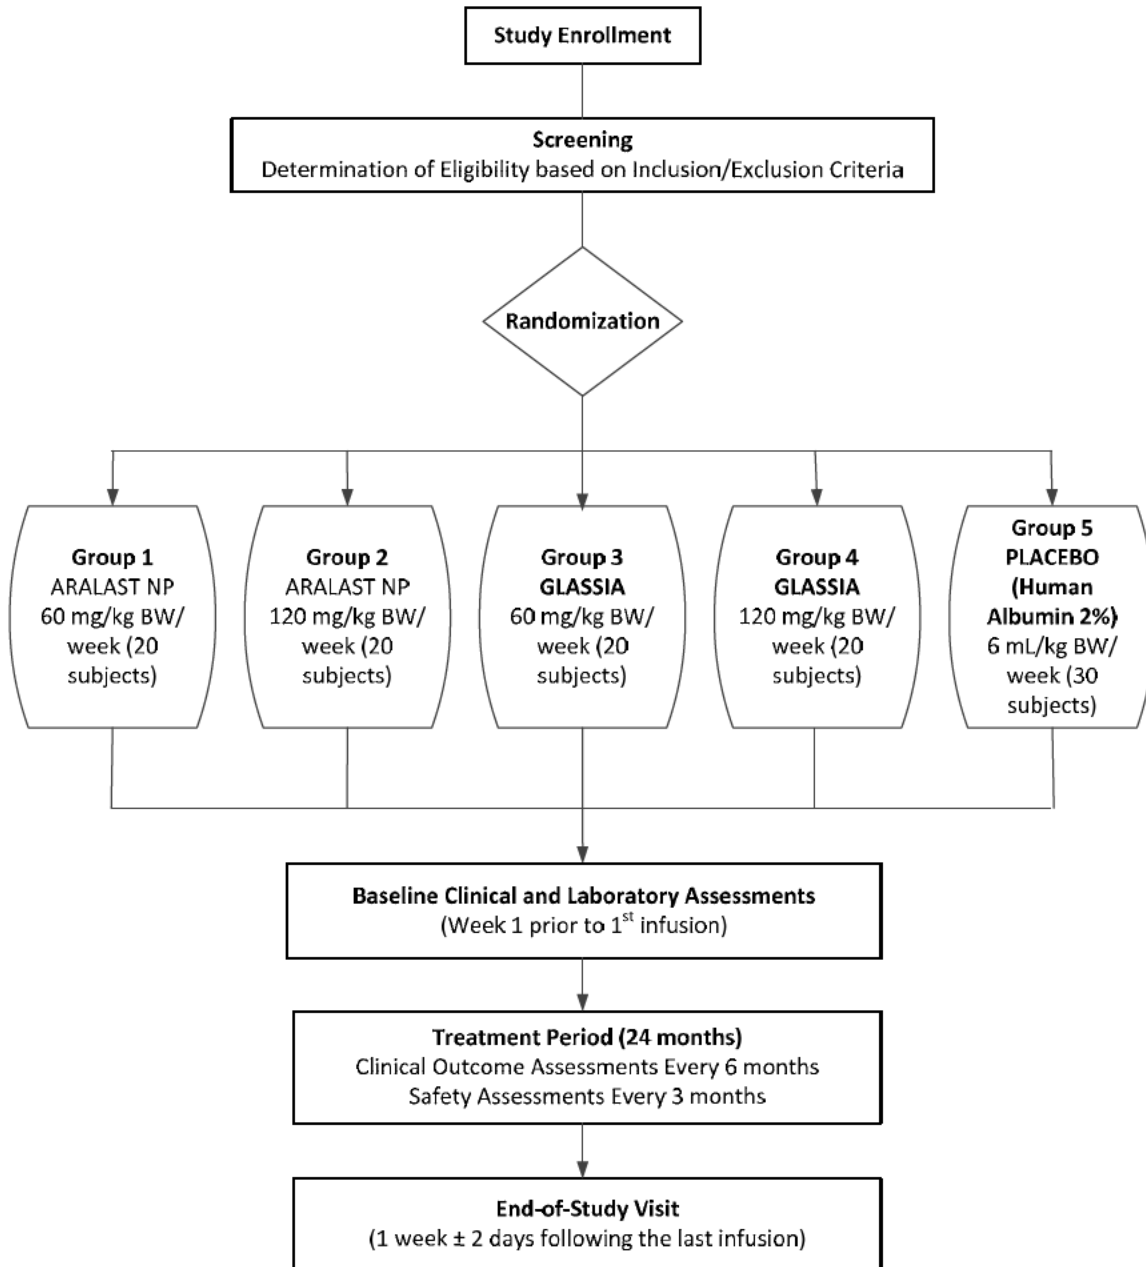 Study Enrollment
Screening
Determination of Eligibility based on Inclusion/Exclusion Criteria
Randomization
Group 1
ARALAST NP
60 mg/kg BW/
week (20
subjects)
Group 2
ARALAST NP
120 mg/kg BW/
week (20
subjects)
Group 3
GLASSIA
60 mg/kg BW/
week (20
subjects)
Group 4
GLASSIA
120 mg/kg BW/
week (20
subjects)
Group 5
PLACEBO
(Human
Albumin 2%)
6 mL/kg BW/
week (30
subjects)
Baseline Clinical and Laboratory Assessments
(Week 1 prior to 1st infusion)
Treatment Period (24 months)
Clinical Outcome Assessments Every 6 months
Safety Assessments Every 3 months
End-of-Study Visit
(1 week ± 2 days following the last infusion)